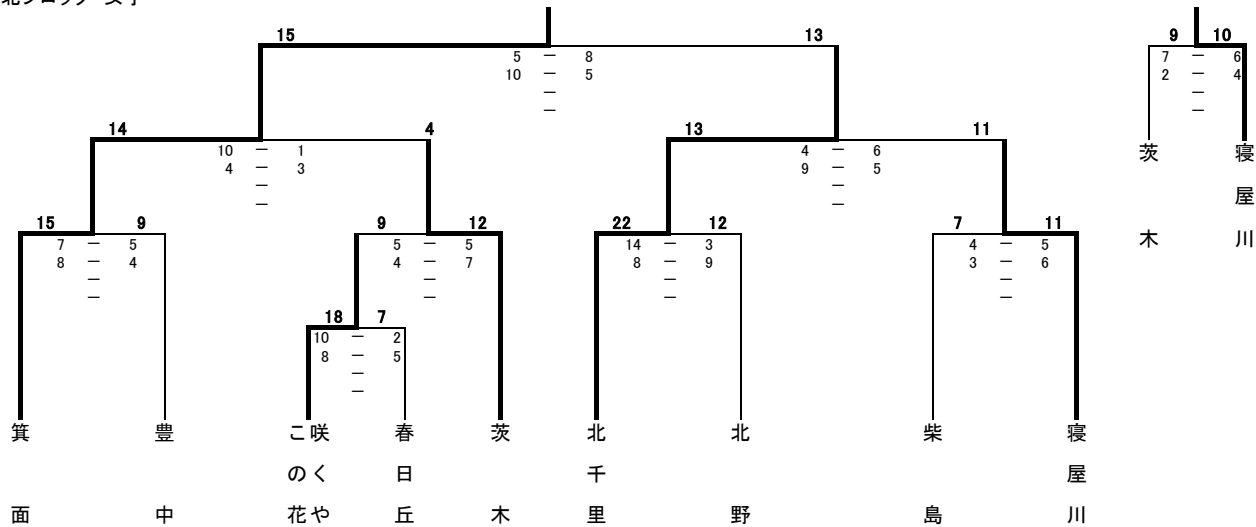 北ブロック 女子
15 13 9 10
5 － 8 7 － 6
10 － 5 2 － 4
－ －
－ －
14 4 13 11
10 － 1 4 － 6
4 － 3 9 － 5
－ －
－ －
茨木
寝屋川
15 9 9 12 22 12 7 11
7 － 5 5 － 5 14 － 3 4 － 5
8 － 4 4 － 7 8 － 9 3 － 6
－ － － －
－ － － －
18 7
10 － 2
8 － 5
－
－
箕面
豊中
咲くや
この花
春日丘
茨木
北千里
北野
柴島
寝屋川